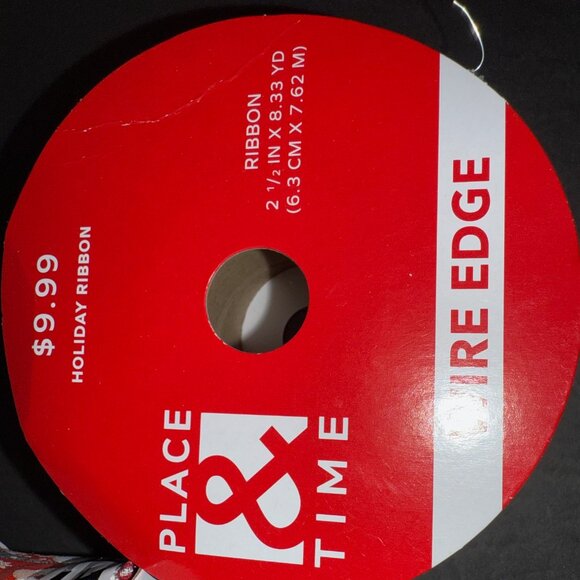 WIRE EDGE
RIBBON
2 1/2 IN X 8.33 YD
(6.3 CM X 7.62 M)
$9.99
HOLIDAY RIBBON
PLACE
&
TIME